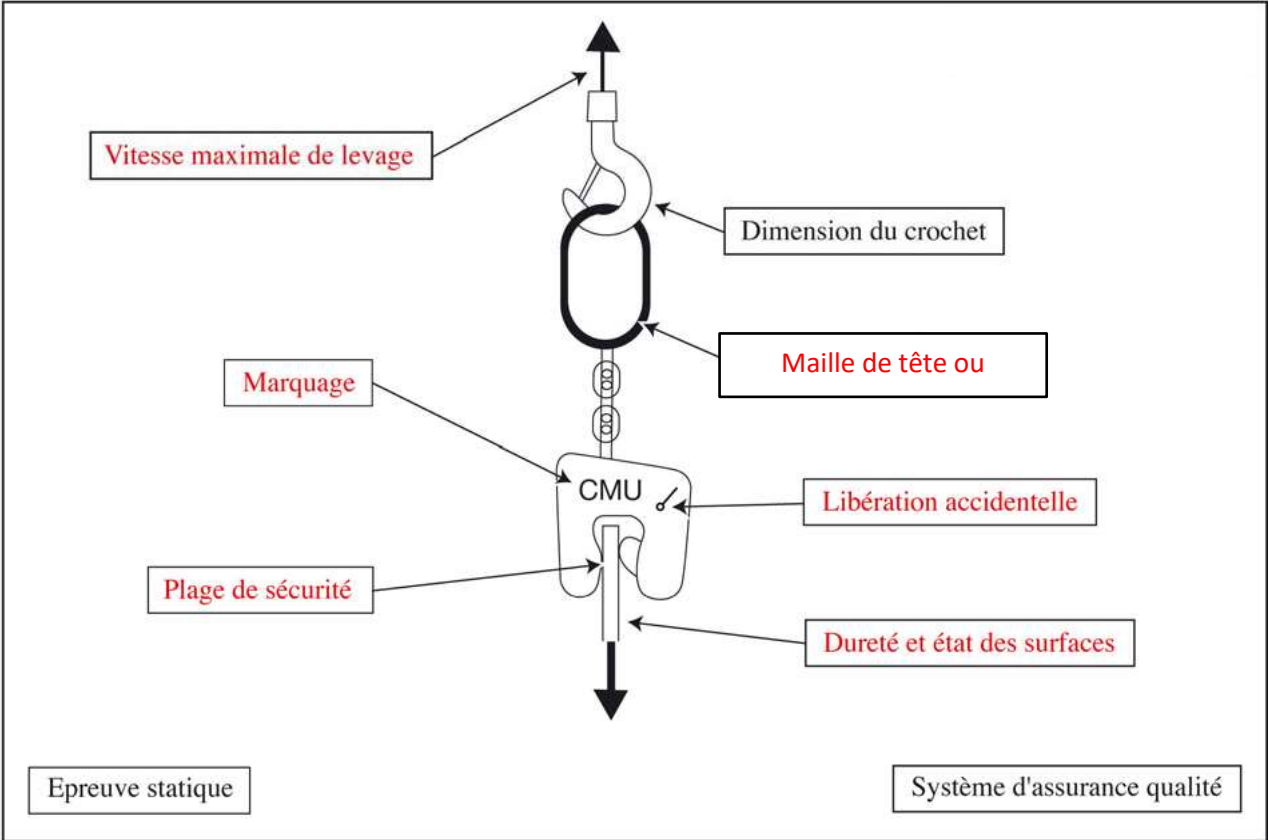 Vitesse maximale de levage
Dimension du crochet
Maille de tête ou
Marquage
CMU
Libération accidentelle
Plage de sécurité
Dureté et état des surfaces
Epreuve statique
Système d'assurance qualité